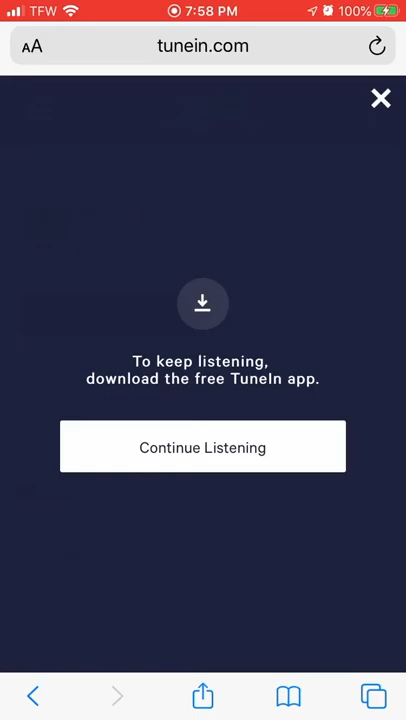 TFW 7:58 PM 100%
AA tunein.com
To keep listening,
download the free TuneIn app.
Continue Listening